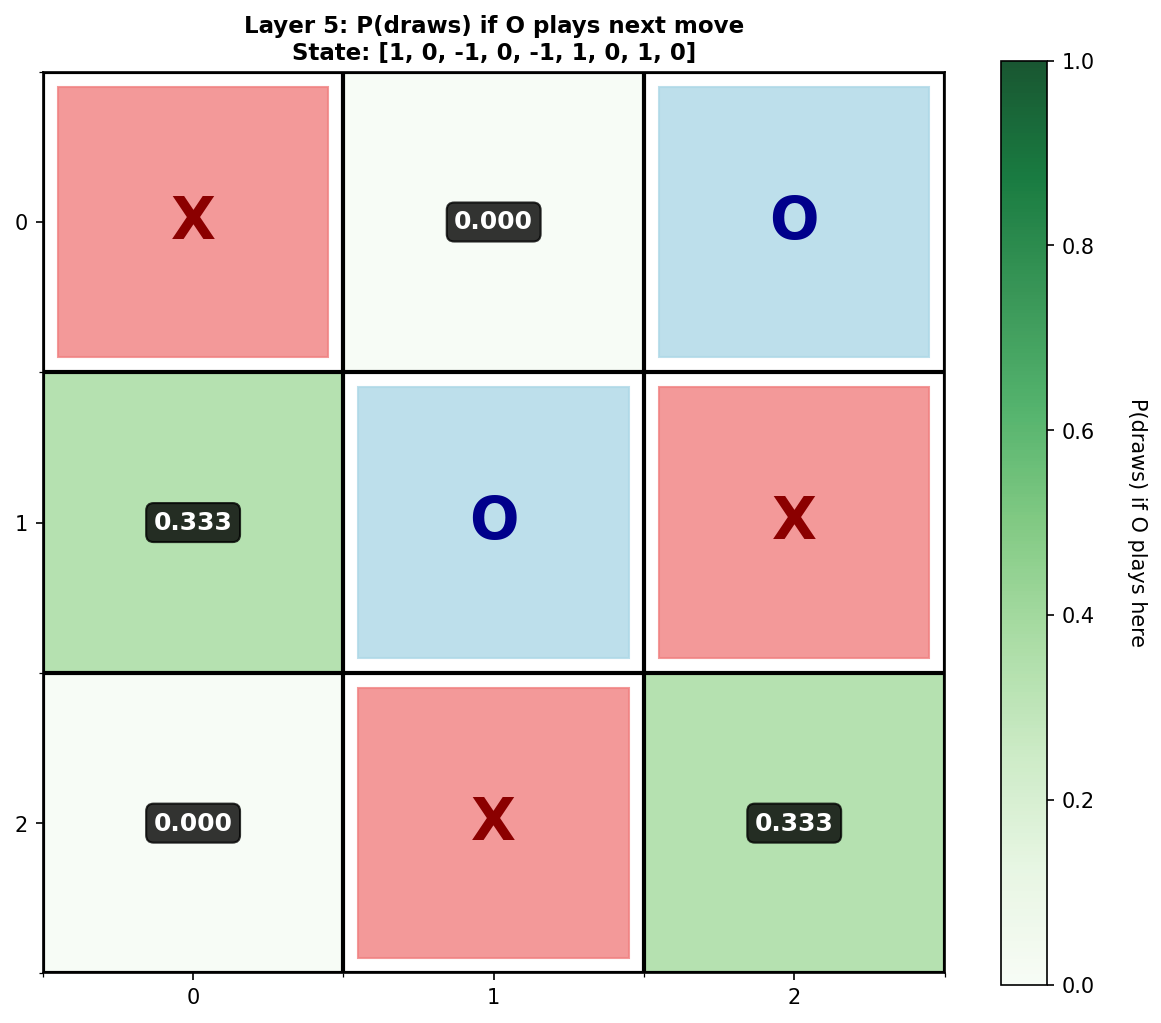 Layer 5: P(draws) if O plays next move
State: [1, 0, -1, 0, -1, 1, 0, 1, 0]
X
0.000
O
0
0.333
O
X
1
0.000
X
0.333
2
0
1
2
1.0
0.8
0.6
0.4
0.2
0.0
P(draws) if O plays here